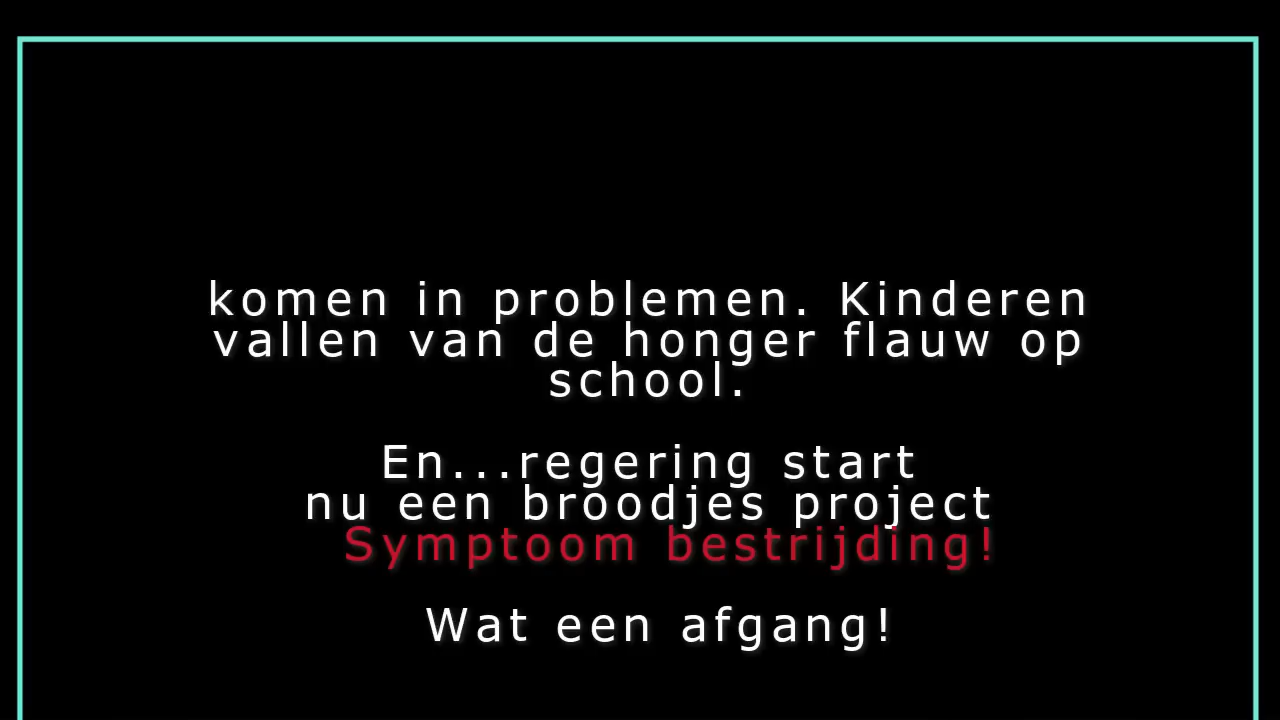 komen in problemen. Kinderen
vallen van de honger flauw op
school.
En...regering start
nu een broodjes project
Symptoom bestrijding!
Wat een afgang!